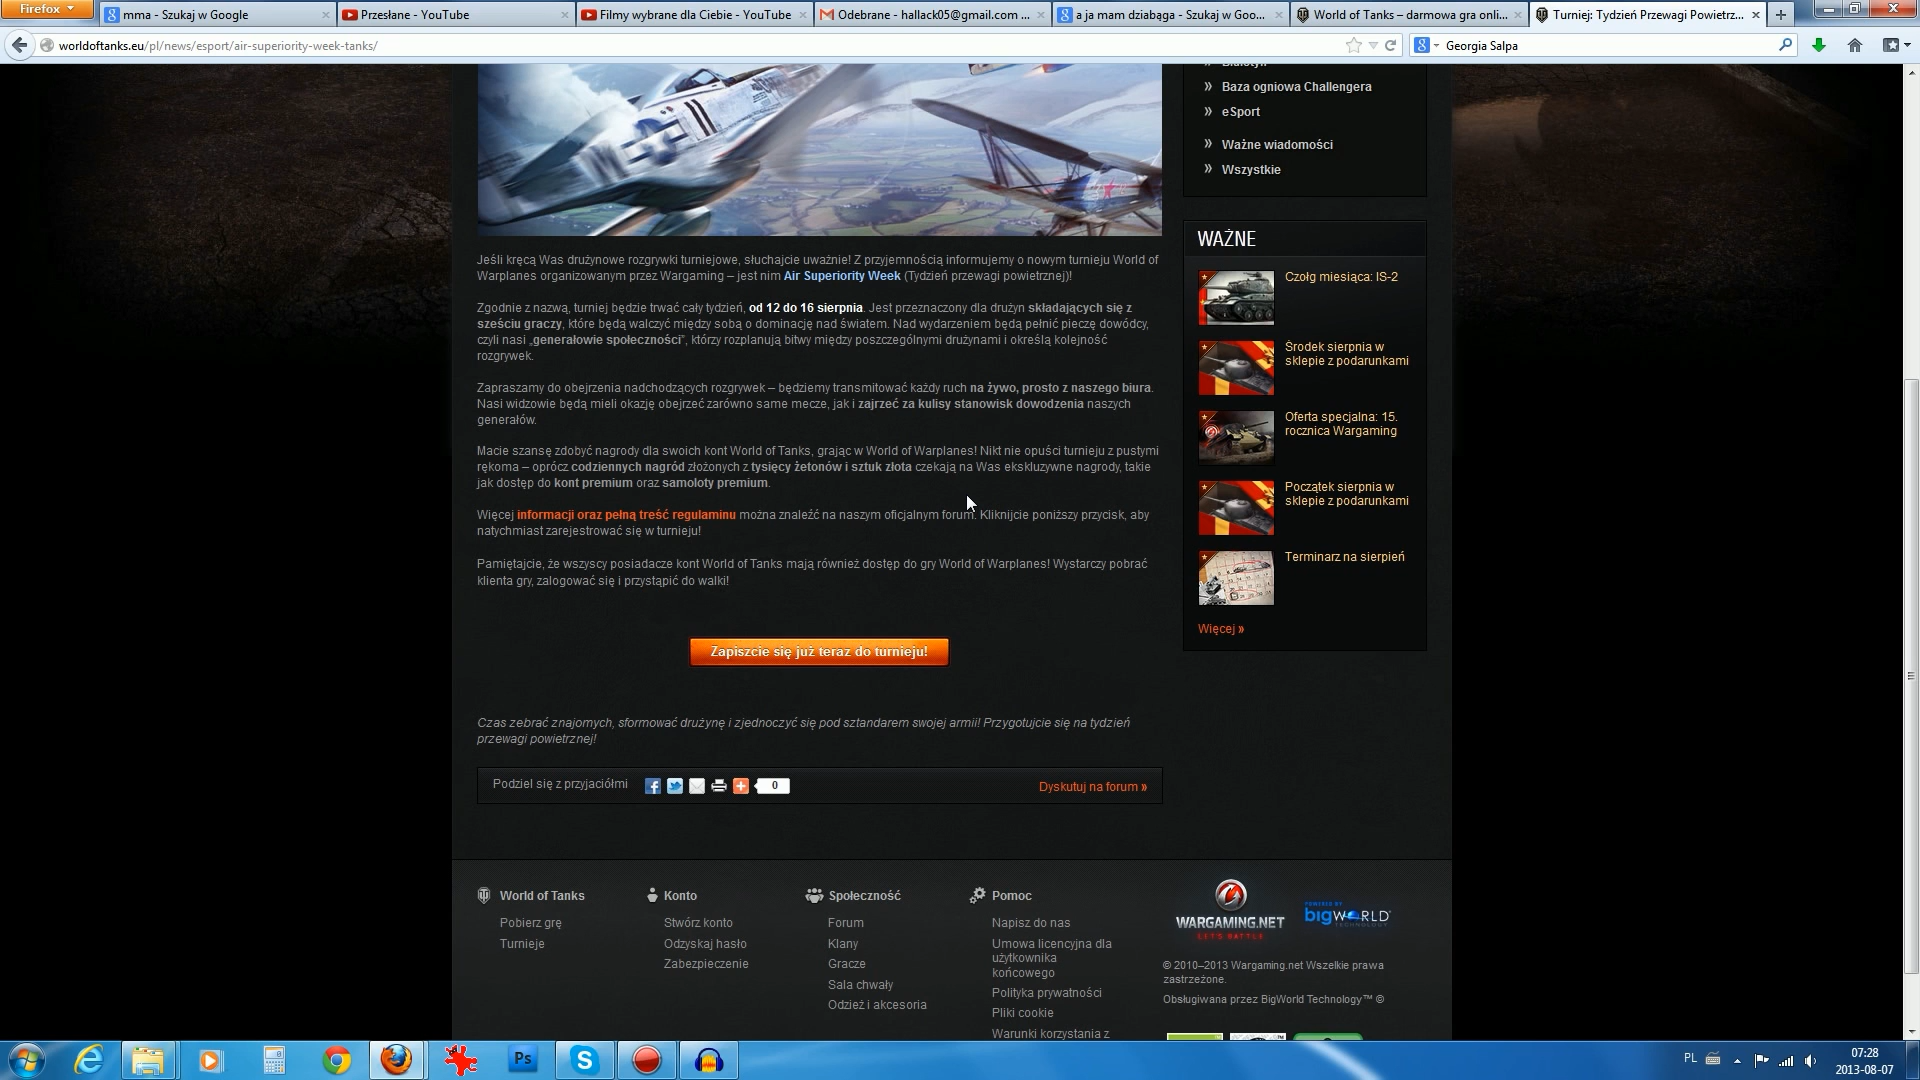 Firefox
mma - Szukaj w Google
Przesłane - YouTube
Filmy wybrane dla Ciebie - YouTube
Odebrane - hallack05@gmail.com ...
a ja mam dziabąga - Szukaj w Goo...
World of Tanks – darmowa gra onli...
Turniej: Tydzień Przewagi Powietrz...
worldoftanks.eu/pl/news/esport/air-superiority-week-tanks/
Georgia Salpa
Baza ogniowa Challengera
eSport
Ważne wiadomości
Wszystkie
Jeśli kręcą Was drużynowe rozgrywki turniejowe, słuchajcie uważnie! Z przyjemnością informujemy o nowym turnieju World of
Warplanes organizowanym przez Wargaming – jest nim Air Superiority Week (Tydzień przewagi powietrznej)!
Zgodnie z nazwą, turniej będzie trwać cały tydzień, od 12 do 16 sierpnia. Jest przeznaczony dla drużyn składających się z
sześciu graczy, które będą walczyć między sobą o dominację nad światem. Nad wydarzeniem będą pełnić pieczę dowódcy,
czyli nasi „generałowie społeczności”, którzy rozplanują bitwy między poszczególnymi drużynami i określą kolejność
rozgrywek.
Zapraszamy do obejrzenia nadchodzących rozgrywek – będziemy transmitować każdy ruch na żywo, prosto z naszego biura.
Nasi widzowie będą mieli okazję obejrzeć zarówno same mecze, jak i zajrzeć za kulisy stanowisk dowodzenia naszych
generałów.
Macie szansę zdobyć nagrody dla swoich kont World of Tanks, grając w World of Warplanes! Nikt nie opuści turnieju z pustymi
rękoma – oprócz codziennych nagród złożonych z tysięcy żetonów i sztuk złota czekają na Was ekskluzywne nagrody, takie
jak dostęp do kont premium oraz samoloty premium.
Więcej informacji oraz pełną treść regulaminu można znaleźć na naszym oficjalnym forum. Kliknijcie poniższy przycisk, aby
natychmiast zarejestrować się w turnieju!
Pamiętajcie, że wszyscy posiadacze kont World of Tanks mają również dostęp do gry World of Warplanes! Wystarczy pobrać
klienta gry, zalogować się i przystąpić do walki!
Zapiszcie się już teraz do turnieju!
Czas zebrać znajomych, sformować drużynę i zjednoczyć się pod sztandarem swojej armii! Przygotujcie się na tydzień
przewagi powietrznej!
Podziel się z przyjaciółmi
0
Dyskutuj na forum »
WAŻNE
Czołg miesiąca: IS-2
Środek sierpnia w
sklepie z podarunkami
Oferta specjalna: 15.
rocznica Wargaming
Początek sierpnia w
sklepie z podarunkami
Terminarz na sierpień
Więcej »
World of Tanks
Pobierz grę
Turnieje
Konto
Stwórz konto
Odzyskaj hasło
Zabezpieczenie
Społeczność
Forum
Klany
Gracze
Sala chwały
Odzież i akcesoria
Pomoc
Napisz do nas
Umowa licencyjna dla
użytkownika
końcowego
Polityka prywatności
Pliki cookie
Warunki korzystania z
WARGAMING.NET
LET'S BATTLE
POWERED BY
bigWORLD
TECHNOLOGY
© 2010–2013 Wargaming.net Wszelkie prawa
zastrzeżone.
Obsługiwana przez BigWorld Technology™ ©
Ps
PL
07:28
2013-08-07